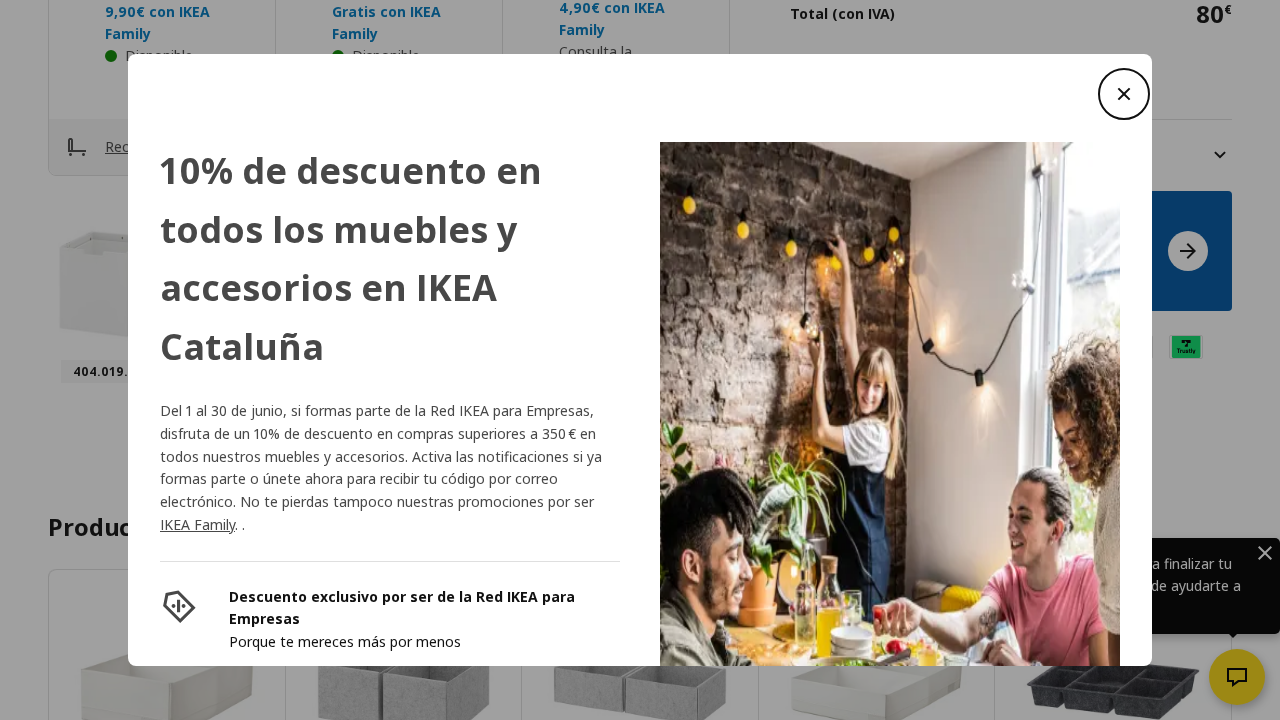 9,90€ con IKEA
Family
Disponible
Gratis con IKEA
Family
Disponible
4,90€ con IKEA
Family
Consulta la
Total (con IVA)
80€
Rec
404.019.
10% de descuento en
todos los muebles y
accesorios en IKEA
Cataluña
Del 1 al 30 de junio, si formas parte de la Red IKEA para Empresas,
disfruta de un 10% de descuento en compras superiores a 350 € en
todos nuestros muebles y accesorios. Activa las notificaciones si ya
formas parte o únete ahora para recibir tu código por correo
electrónico. No te pierdas tampoco nuestras promociones por ser
IKEA Family. .
Descuento exclusivo por ser de la Red IKEA para
Empresas
Porque te mereces más por menos
Trustly
Produc
a finalizar tu
de ayudarte a